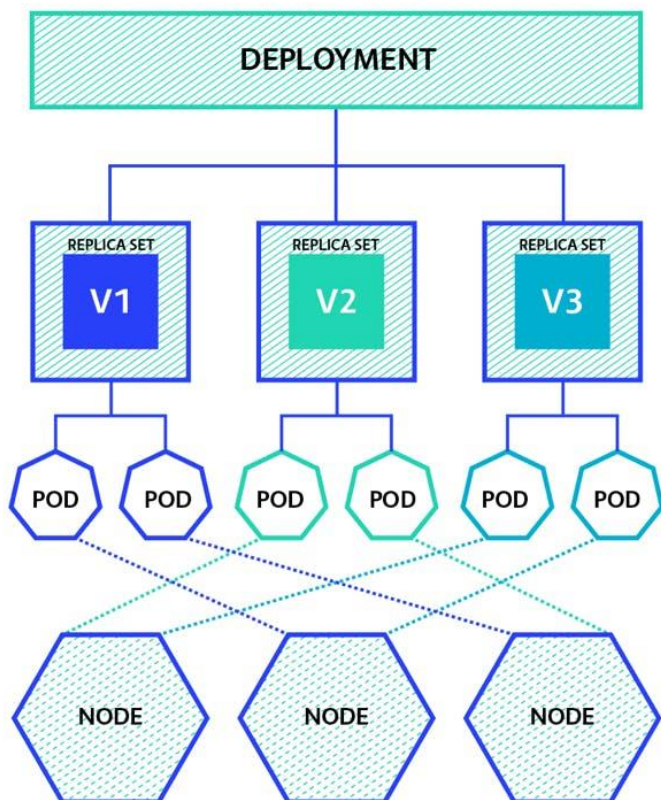 DEPLOYMENT
REPLICA SET
V1
REPLICA SET
V2
REPLICA SET
V3
POD
POD
POD
POD
POD
POD
NODE
NODE
NODE